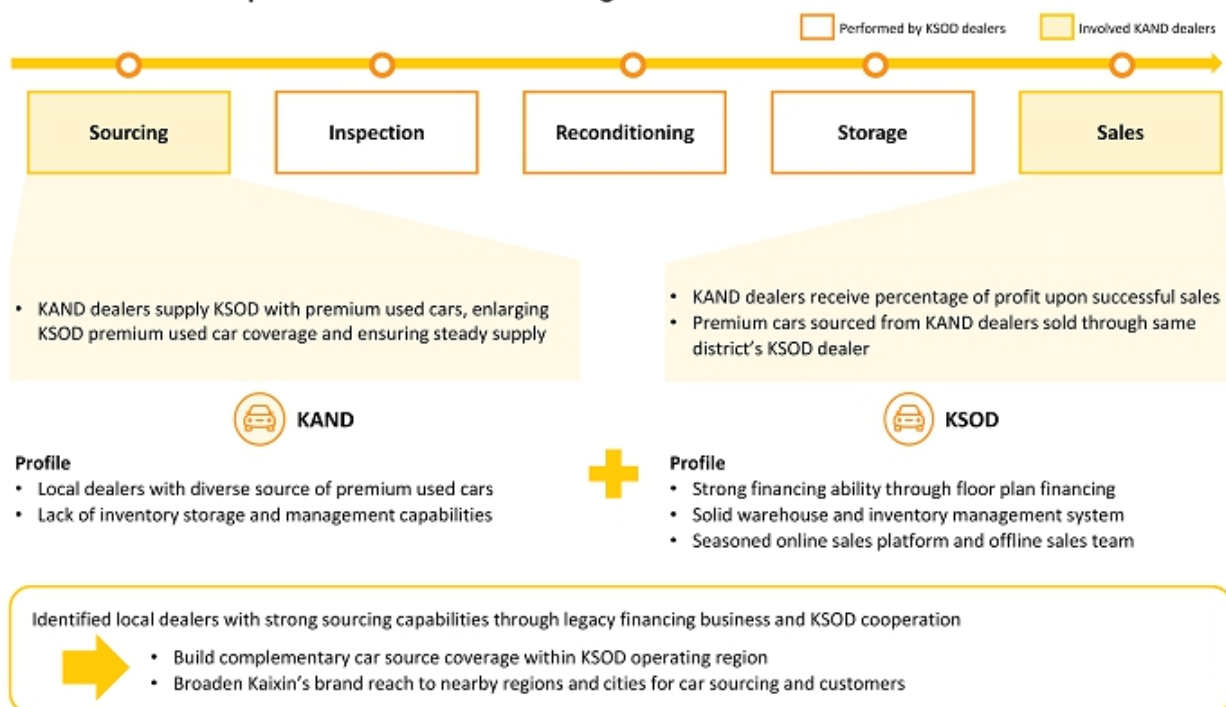 Performed by KSOD dealers
Involved KAND dealers
Sourcing
Inspection
Reconditioning
Storage
Sales
• KAND dealers supply KSOD with premium used cars, enlarging
KSOD premium used car coverage and ensuring steady supply
• KAND dealers receive percentage of profit upon successful sales
• Premium cars sourced from KAND dealers sold through same
district's KSOD dealer
KAND
Profile
• Local dealers with diverse source of premium used cars
• Lack of inventory storage and management capabilities
KSOD
Profile
• Strong financing ability through floor plan financing
• Solid warehouse and inventory management system
• Seasoned online sales platform and offline sales team
Identified local dealers with strong sourcing capabilities through legacy financing business and KSOD cooperation
• Build complementary car source coverage within KSOD operating region
• Broaden Kaixin's brand reach to nearby regions and cities for car sourcing and customers